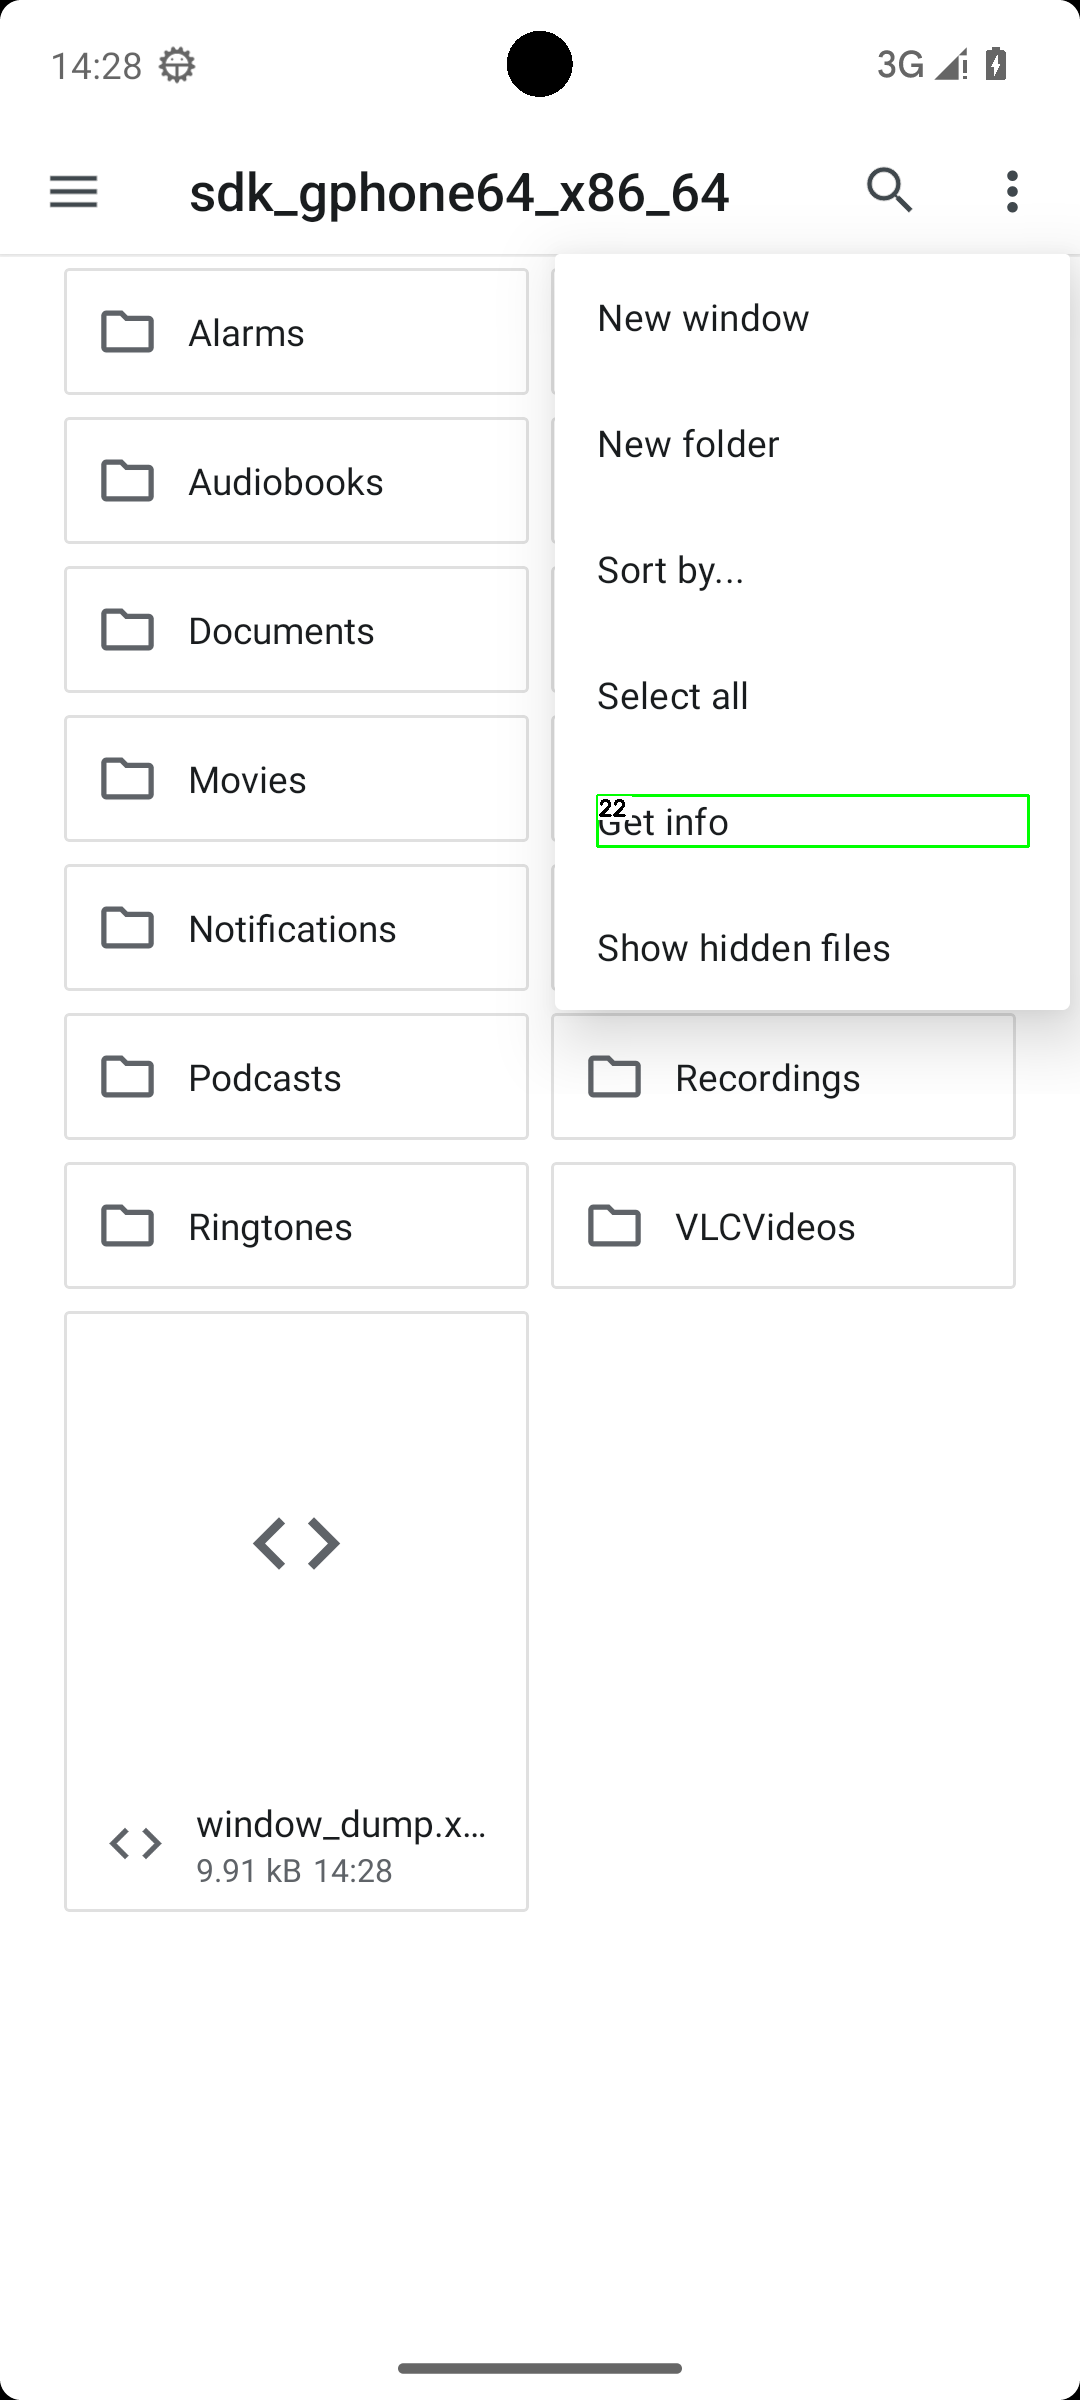 14:28
3G
sdk_gphone64_x86_64
Alarms
New window
New folder
Audiobooks
Sort by...
Documents
Select all
Movies
22
Get info
Notifications
Show hidden files
Podcasts
Recordings
Ringtones
VLCVideos
window_dump.x...
9.91 kB 14:28